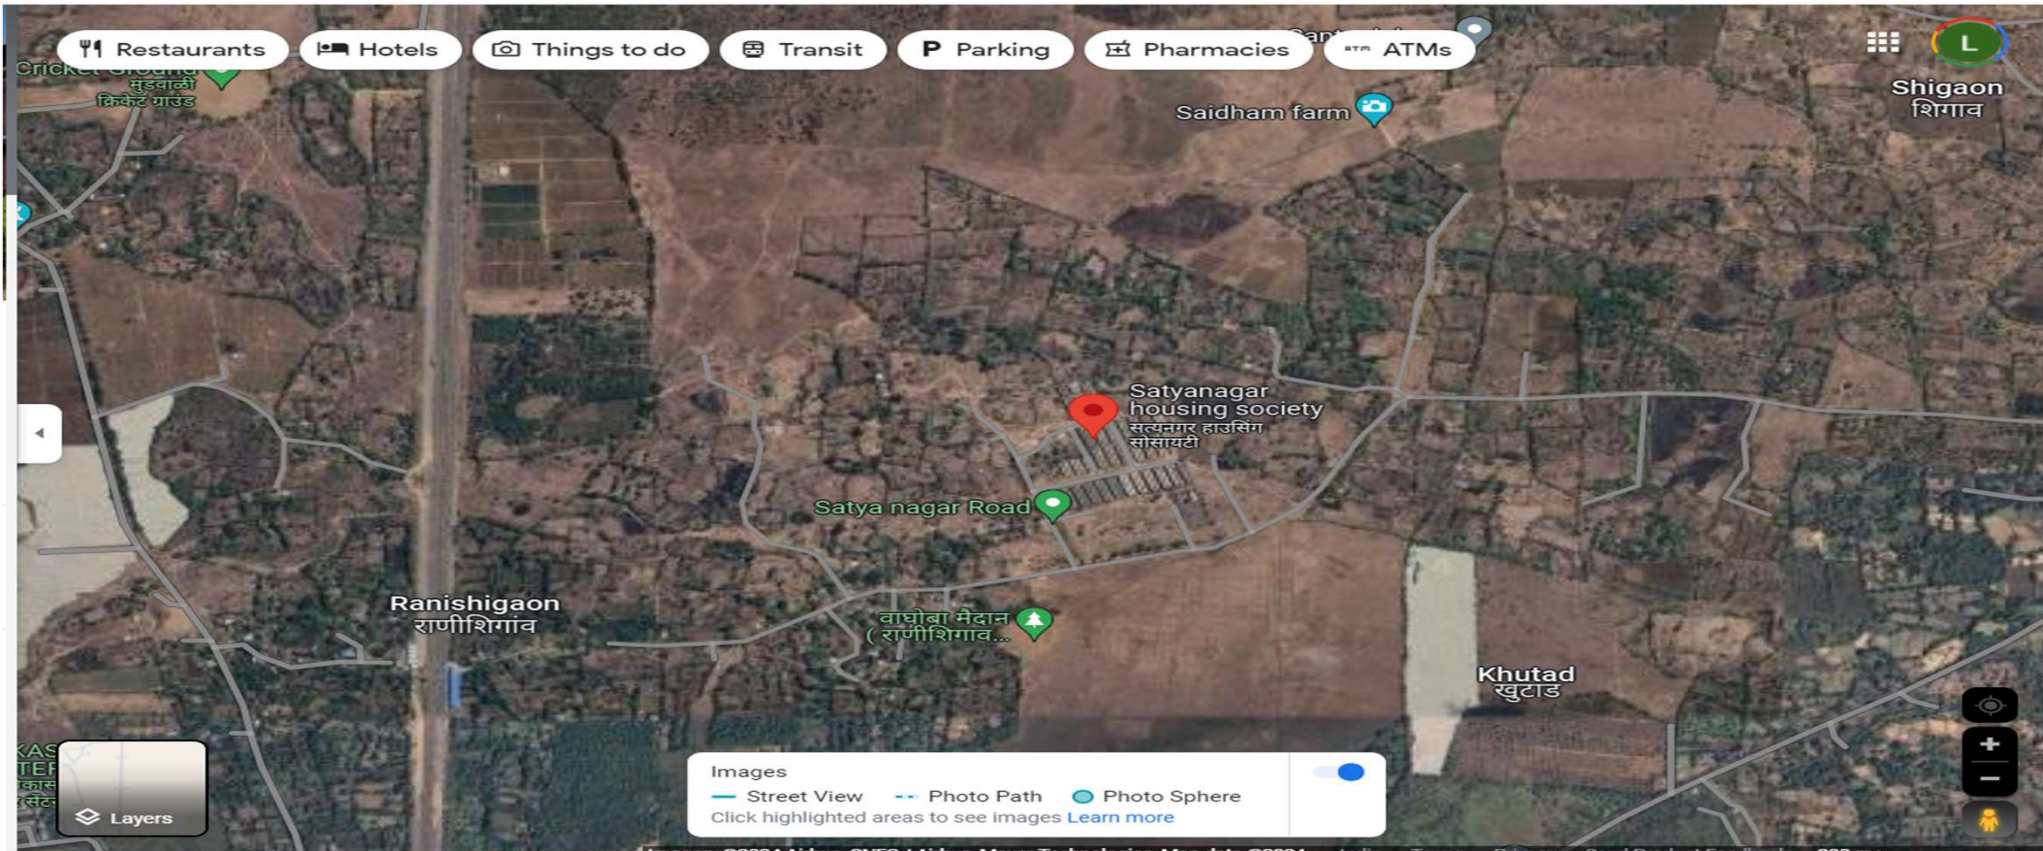 Restaurants
Hotels
Things to do
Transit
P Parking
Pharmacies
ATM ATMs
L
Cricket Ground
मुंडवाळी
क्रिकेट ग्राउंड
Shigaon
शिगाव
Saidham farm
Satyanagar
housing society
सत्यनगर हाउसिंग
सोसायटी
Satya nagar Road
Ranishigaon
राणीशिगांव
वाघोबा मैदान
( राणीशिगाव...
Khutad
खुटाड
Layers
Images
Street View
Photo Path
Photo Sphere
Click highlighted areas to see images Learn more